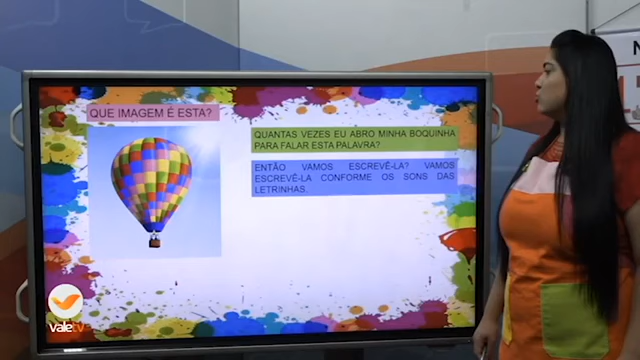 QUE IMAGEM É ESTA?
QUANTAS VEZES EU ABRO MINHA BOQUINHA
PARA FALAR ESTA PALAVRA?
ENTÃO VAMOS ESCREVÊ-LA? VAMOS
ESCREVÊ-LA CONFORME OS SONS DAS
LETRINHAS.
Valetv
N